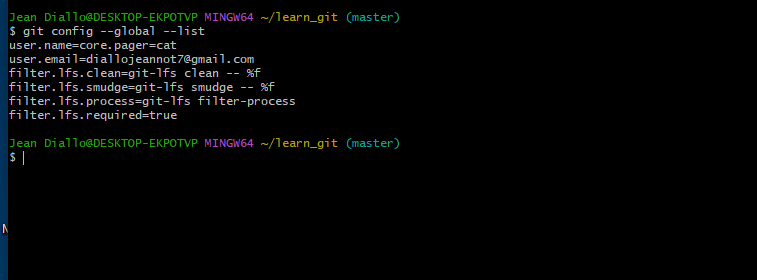 Jean Diallo@DESKTOP-EKPOTVP MINGW64 ~/learn_git (master)
$ git config --global --list
user.name=core.pager=cat
user.email=diallojeannot7@gmail.com
filter.lfs.clean=git-lfs clean -- %f
filter.lfs.smudge=git-lfs smudge -- %f
filter.lfs.process=git-lfs filter-process
filter.lfs.required=true
Jean Diallo@DESKTOP-EKPOTVP MINGW64 ~/learn_git (master)
$